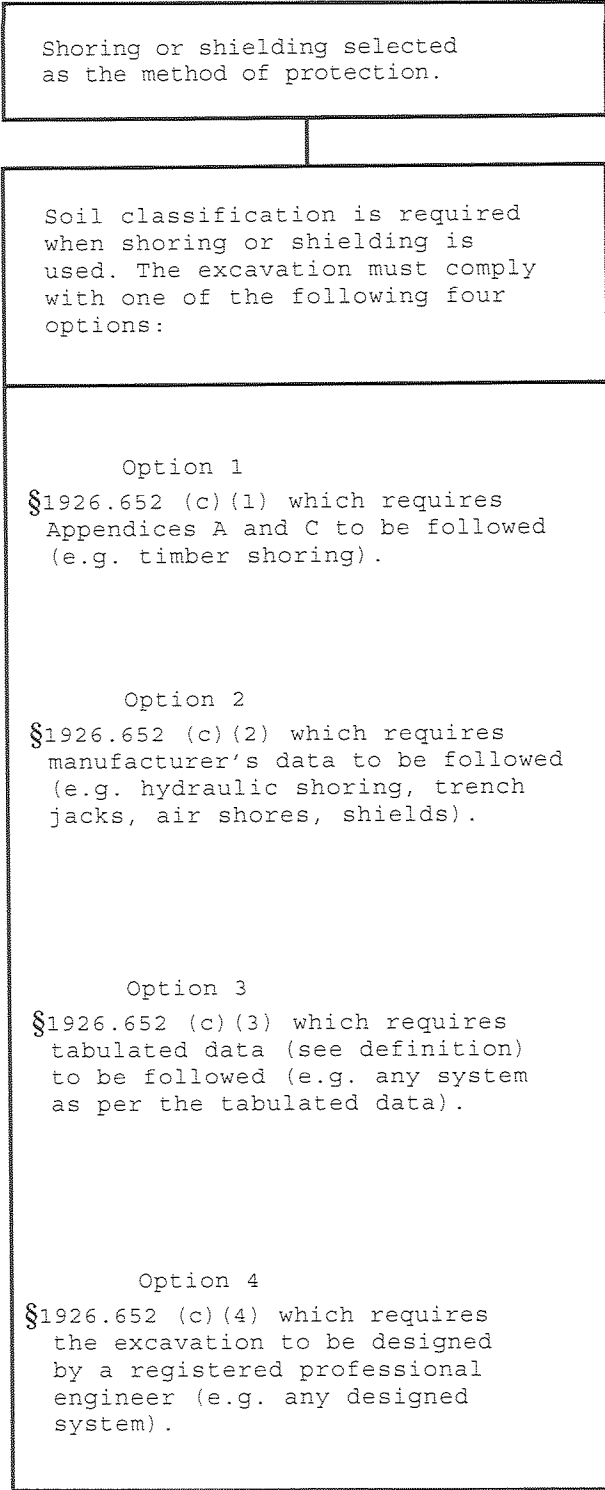 Shoring or shielding selected
as the method of protection.
Soil classification is required
when shoring or shielding is
used. The excavation must comply
with one of the following four
options:
Option 1
§1926.652 (c)(1) which requires
Appendices A and C to be followed
(e.g. timber shoring).
Option 2
§1926.652 (c)(2) which requires
manufacturer's data to be followed
(e.g. hydraulic shoring, trench
jacks, air shores, shields).
Option 3
§1926.652 (c)(3) which requires
tabulated data (see definition)
to be followed (e.g. any system
as per the tabulated data).
Option 4
§1926.652 (c)(4) which requires
the excavation to be designed
by a registered professional
engineer (e.g. any designed
system).